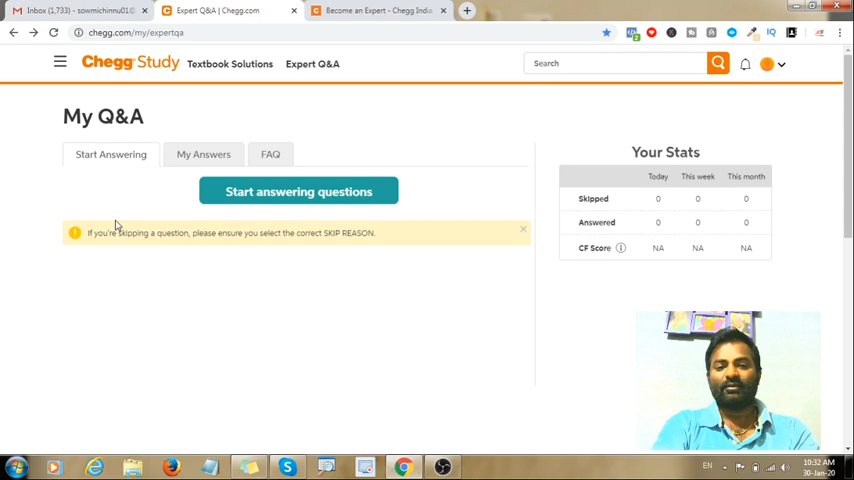 Inbox (1,733) - sowmichinnu01@
Expert Q&A | Chegg.com
Become an Expert - Chegg India
chegg.com/my/expertqa
Chegg Study
Textbook Solutions
Expert Q&A
Search
My Q&A
Start Answering
My Answers
FAQ
Start answering questions
If you're skipping a question, please ensure you select the correct SKIP REASON.
Your Stats
Today This week This month
Skipped 0 0 0
Answered 0 0 0
CF Score NA NA NA
EN
10:32 AM
30-Jan-20